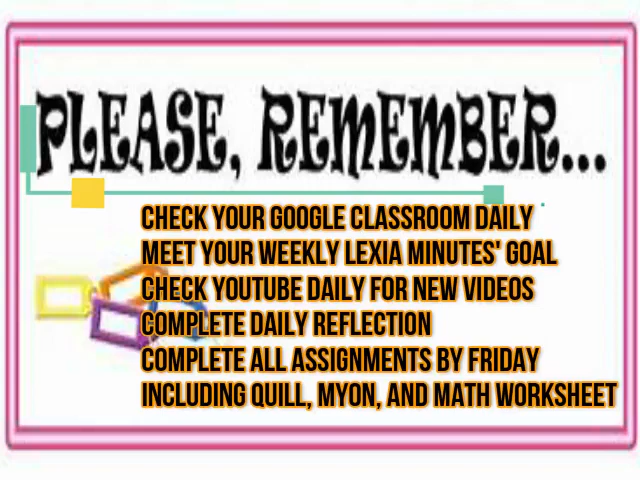 PLEASE, REMEMBER...
CHECK YOUR GOOGLE CLASSROOM DAILY
MEET YOUR WEEKLY LEXIA MINUTES' GOAL
CHECK YOUTUBE DAILY FOR NEW VIDEOS
COMPLETE DAILY REFLECTION
COMPLETE ALL ASSIGNMENTS BY FRIDAY
INCLUDING QUILL, MYON, AND MATH WORKSHEET